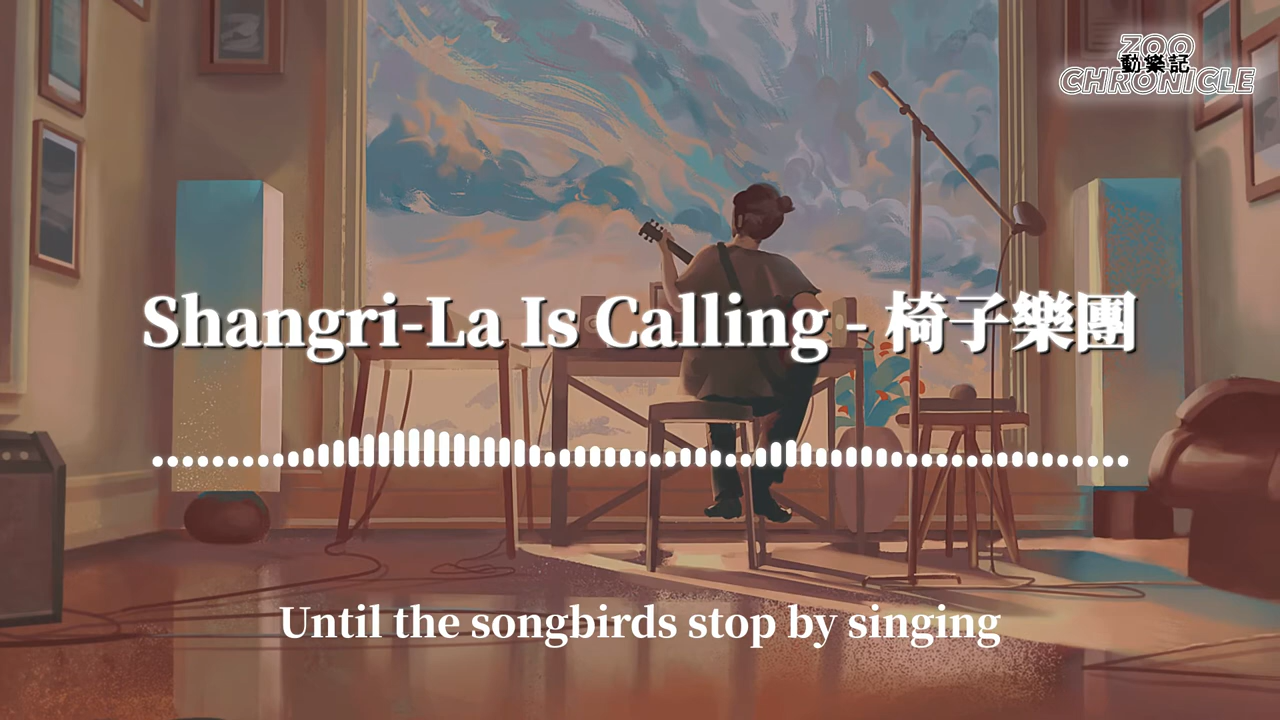 ZOO
動樂記
CHRONICLE
Shangri-La Is Calling - 椅子樂團
Until the songbirds stop by singing